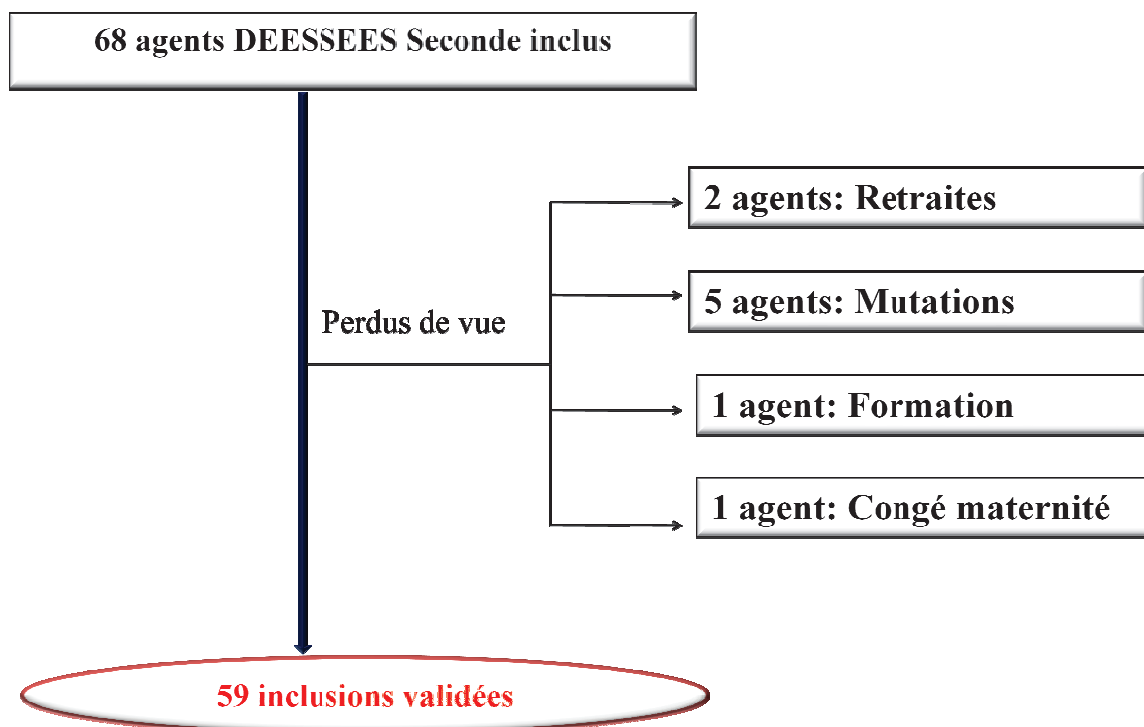 68 agents DEESSEES Seconde inclus
2 agents: Retraites
5 agents: Mutations
Perdus de vue
1 agent: Formation
1 agent: Congé maternité
59 inclusions validées